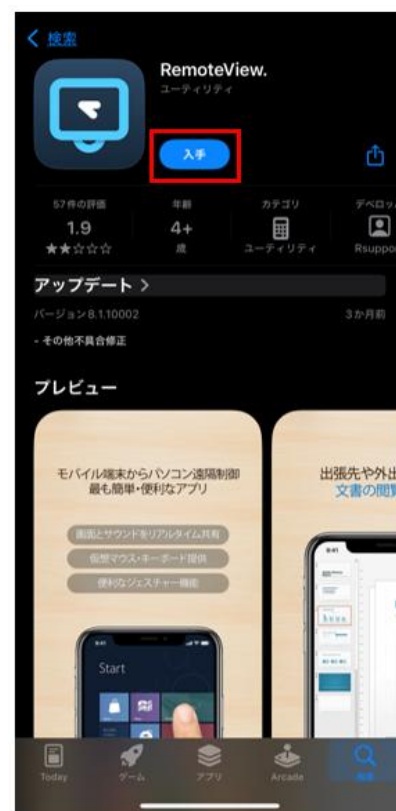 検索
RemoteView.
ユーティリティ
入手
57件の評価
年齢
カテゴリ
デベロッパ
1.9
4+
★★☆☆☆
歳
ユーティリティ
Rsuppor
アップデート
バージョン8.1.10002
3か月前
- その他不具合修正
プレビュー
モバイル端末からパソコン遠隔制御
最も簡単・便利なアプリ
画面とサウンドをリアルタイム共有
仮想マウス・キーボード提供
便利なジェスチャー機能
出張先や外出
文書の閲覧
9:41
Start
9:41
Today
ゲーム
アプリ
Arcade
検索